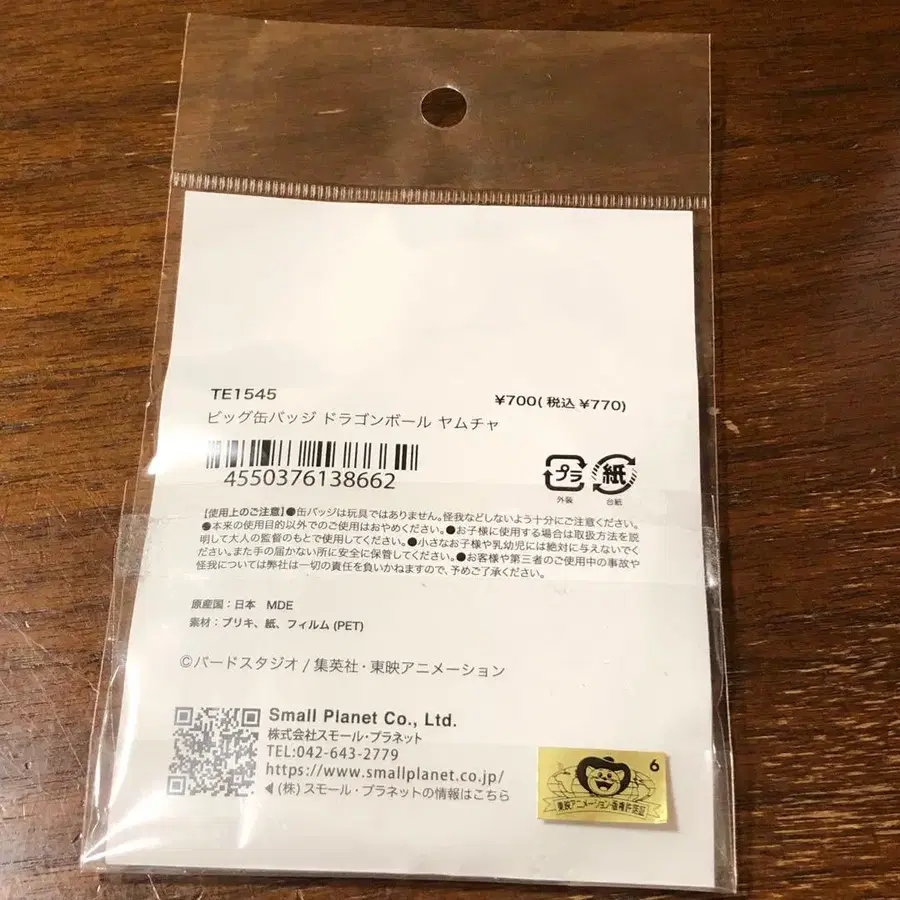 TE1545
¥700(税込¥770)
ビッグ缶バッジ ドラゴンボール ヤムチャ
4550376138662
プラ
外装
紙
台紙
【使用上のご注意】●缶バッジは玩具ではありません。怪我などしないよう十分にご注意ください。
●本来の使用目的以外でのご使用はおやめください。●お子様に使用する場合は取扱方法を説
明して大人の監督のもとで使用してください。●小さなお子様や乳幼児には絶対に与えないでく
ださい。また手の届かない所に安全に保管してください。●お客様や第三者のご使用中の事故や
怪我については弊社は一切の責任を負いかねますので、予めご了承ください。
原産国：日本 MDE
素材：ブリキ、紙、フィルム(PET)
©バードスタジオ / 集英社・東映アニメーション
Small Planet Co., Ltd.
株式会社スモール・プラネット
TEL:042-643-2779
https://www.smallplanet.co.jp/
◀(株)スモール・プラネットの情報はこちら
6
東映アニメーション・版権許諾証